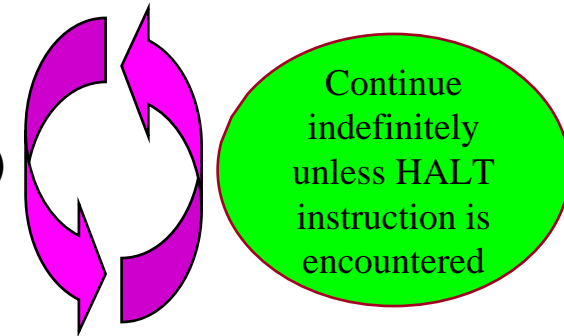 )
Continue
indefinitely
unless HALT
instruction is
encountered